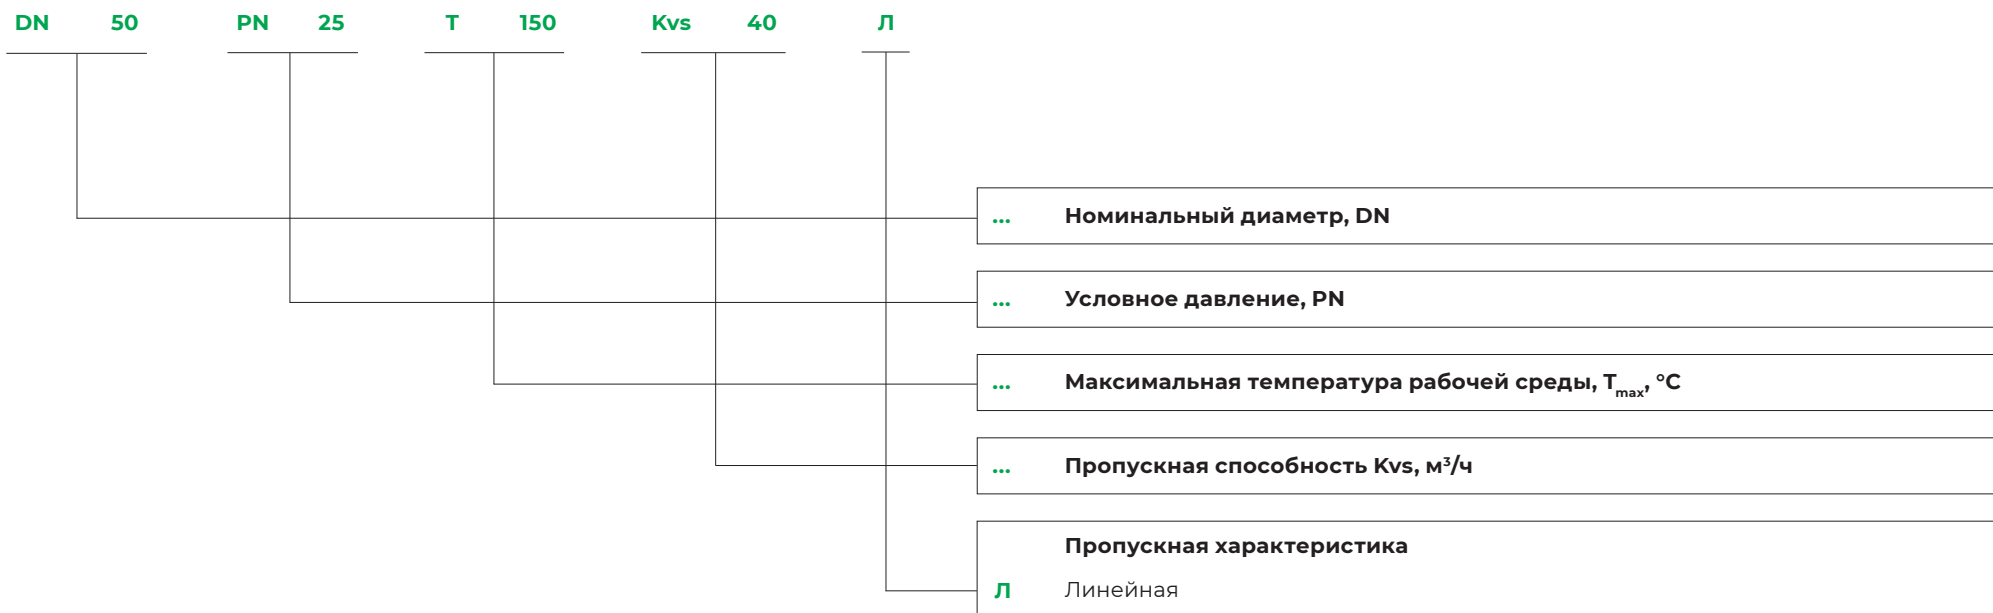 DN 50 PN 25 Т 150 Kvs 40 Л
... Номинальный диаметр, DN
... Условное давление, PN
... Максимальная температура рабочей среды, Tmax, °C
... Пропускная способность Kvs, м³/ч
Пропускная характеристика
Л Линейная